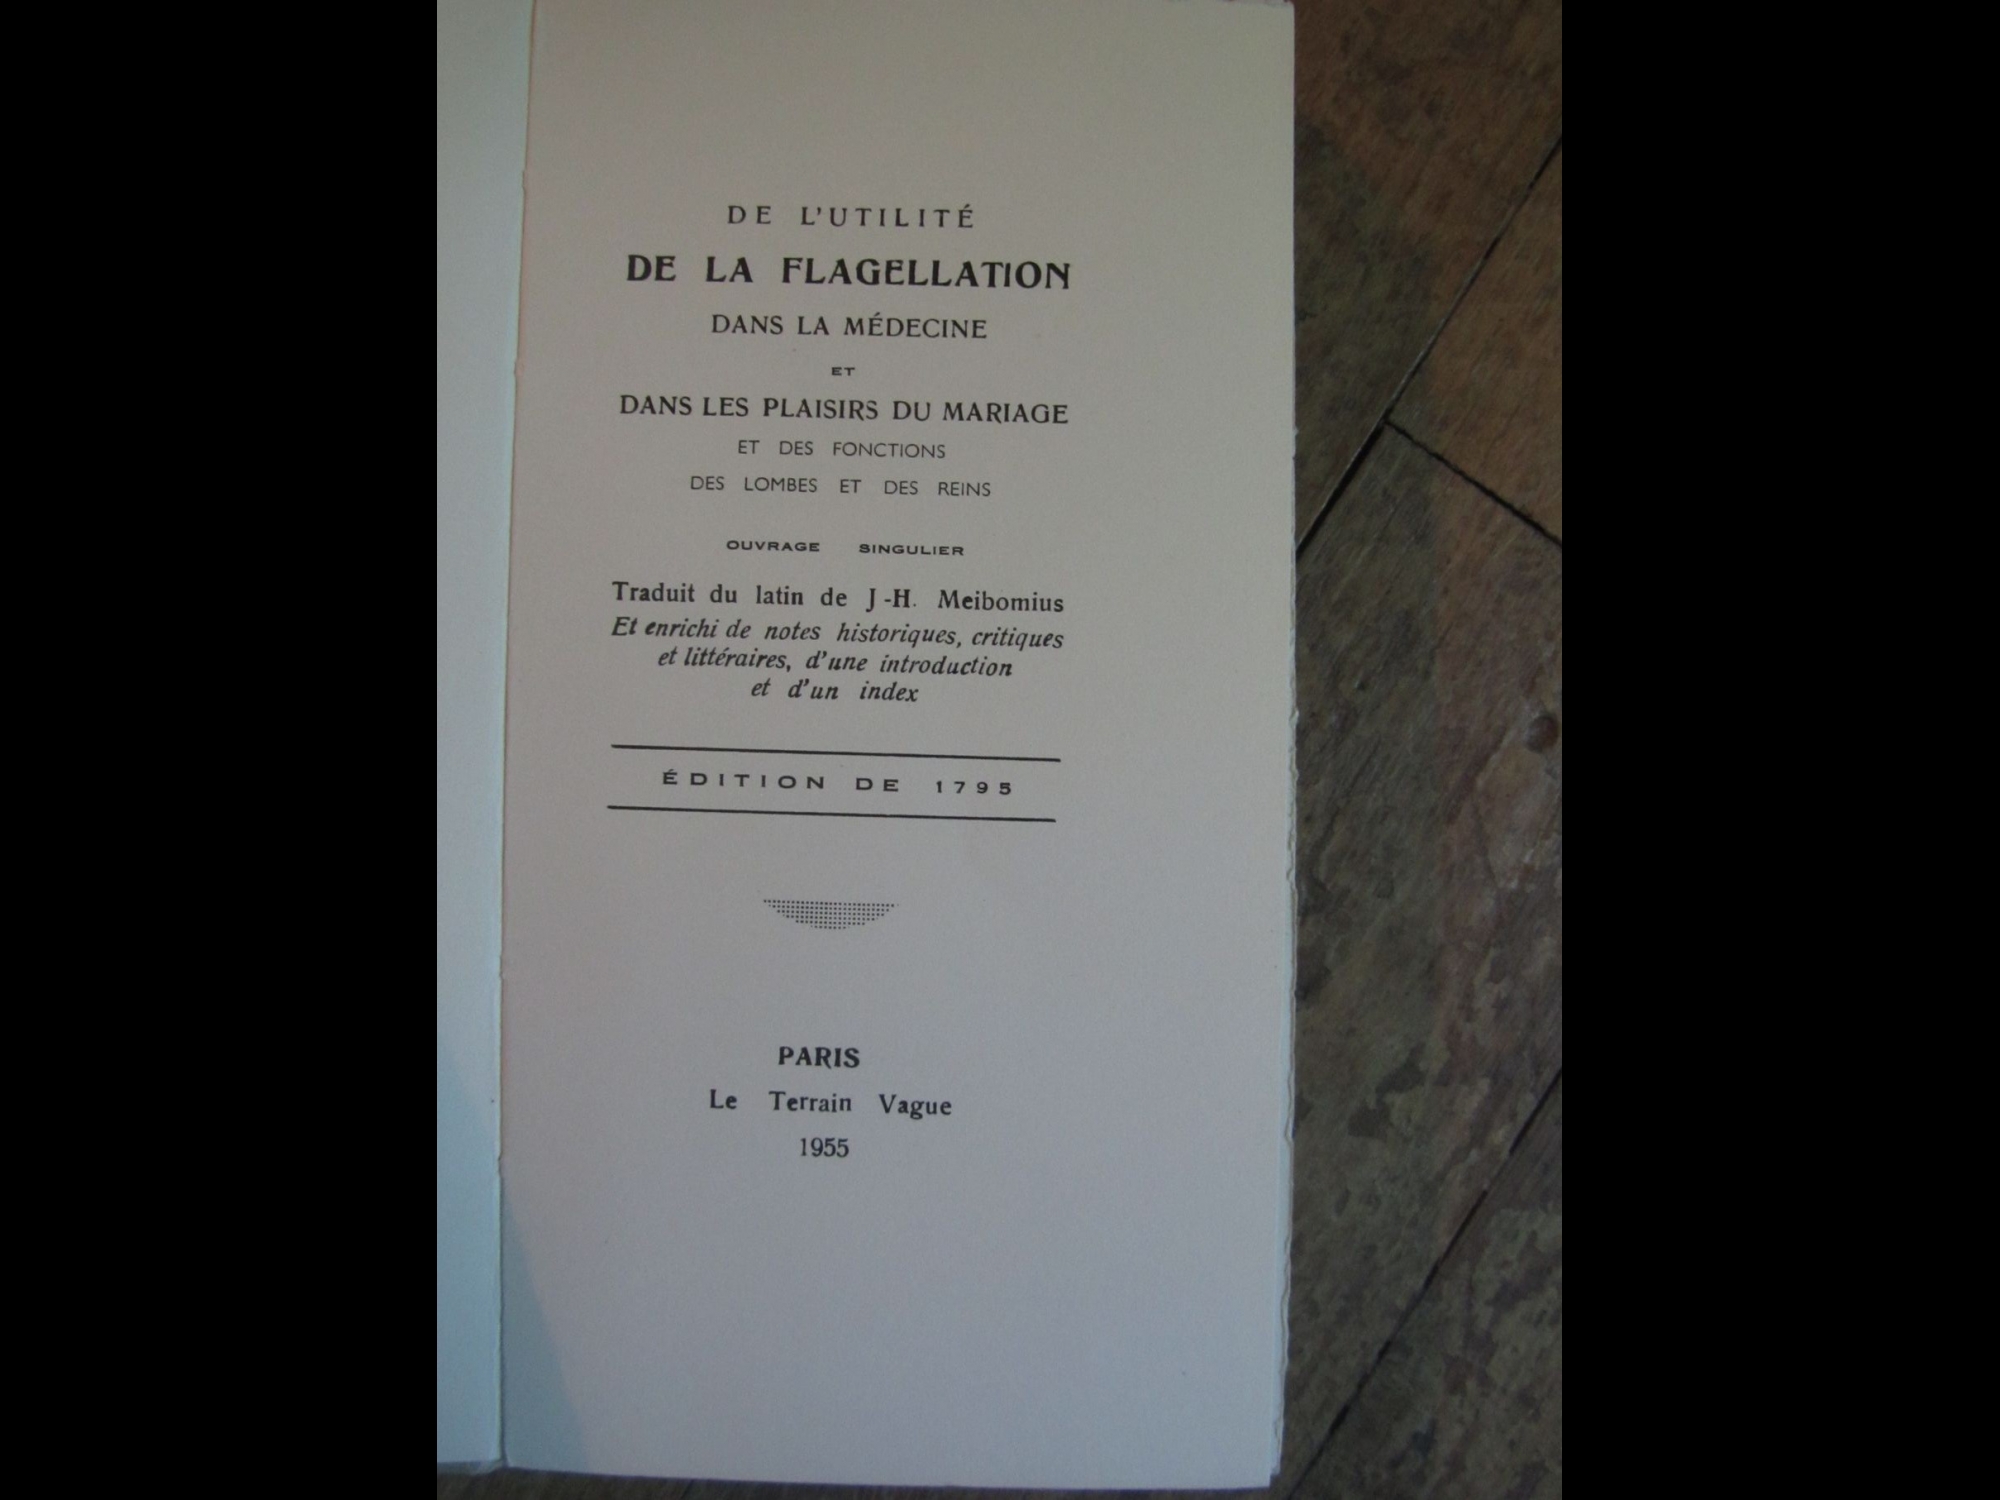 DE L'UTILITÉ
DE LA FLAGELLATION
DANS LA MÉDECINE
ET
DANS LES PLAISIRS DU MARIAGE
ET DES FONCTIONS
DES LOMBES ET DES REINS
OUVRAGE SINGULIER
Traduit du latin de J-H. Meibomius
Et enrichi de notes historiques, critiques
et littéraires, d'une introduction
et d'un index
ÉDITION DE 1795
PARIS
Le Terrain Vague
1955